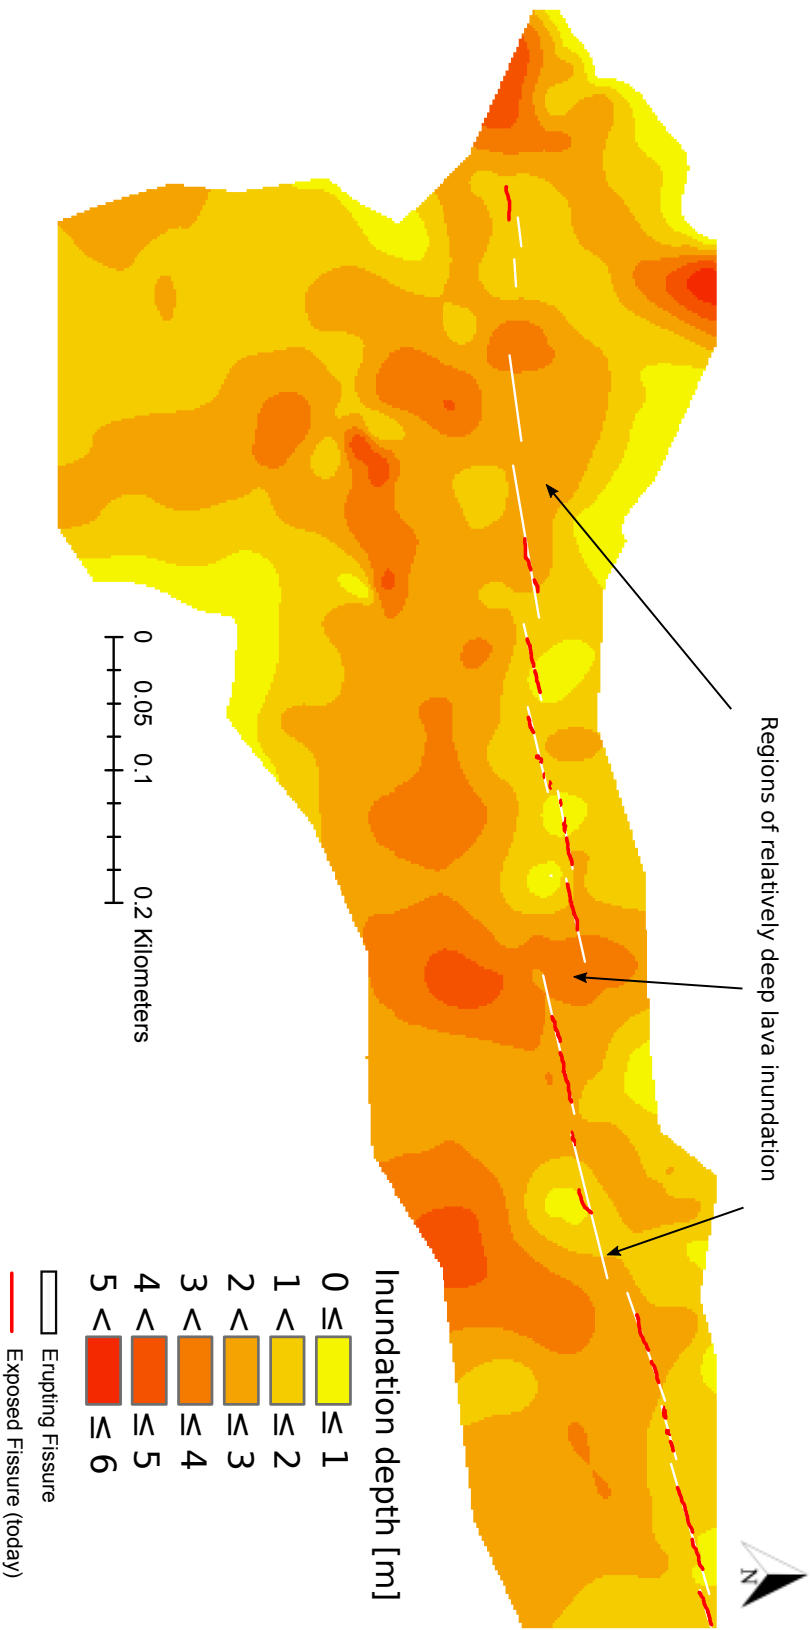 Regions of relatively deep lava inundation
N
0 0.05 0.1 0.2 Kilometers
Inundation depth [m]
0 ≤ ≤ 1
1 < ≤ 2
2 < ≤ 3
3 < ≤ 4
4 < ≤ 5
5 < ≤ 6
Erupting Fissure
Exposed Fissure (today)